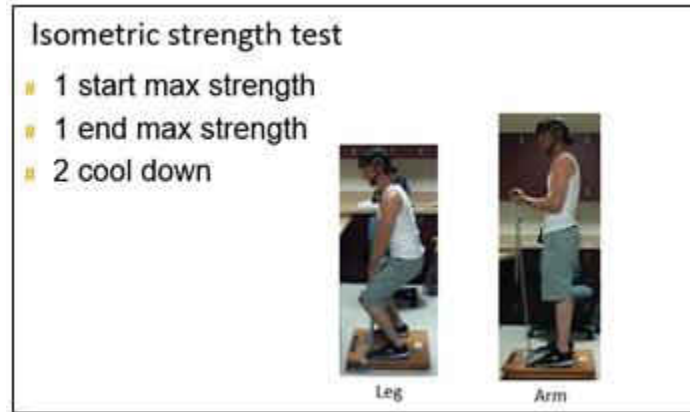 Isometric strength test
1 start max strength
1 end max strength
2 cool down
Leg
Arm